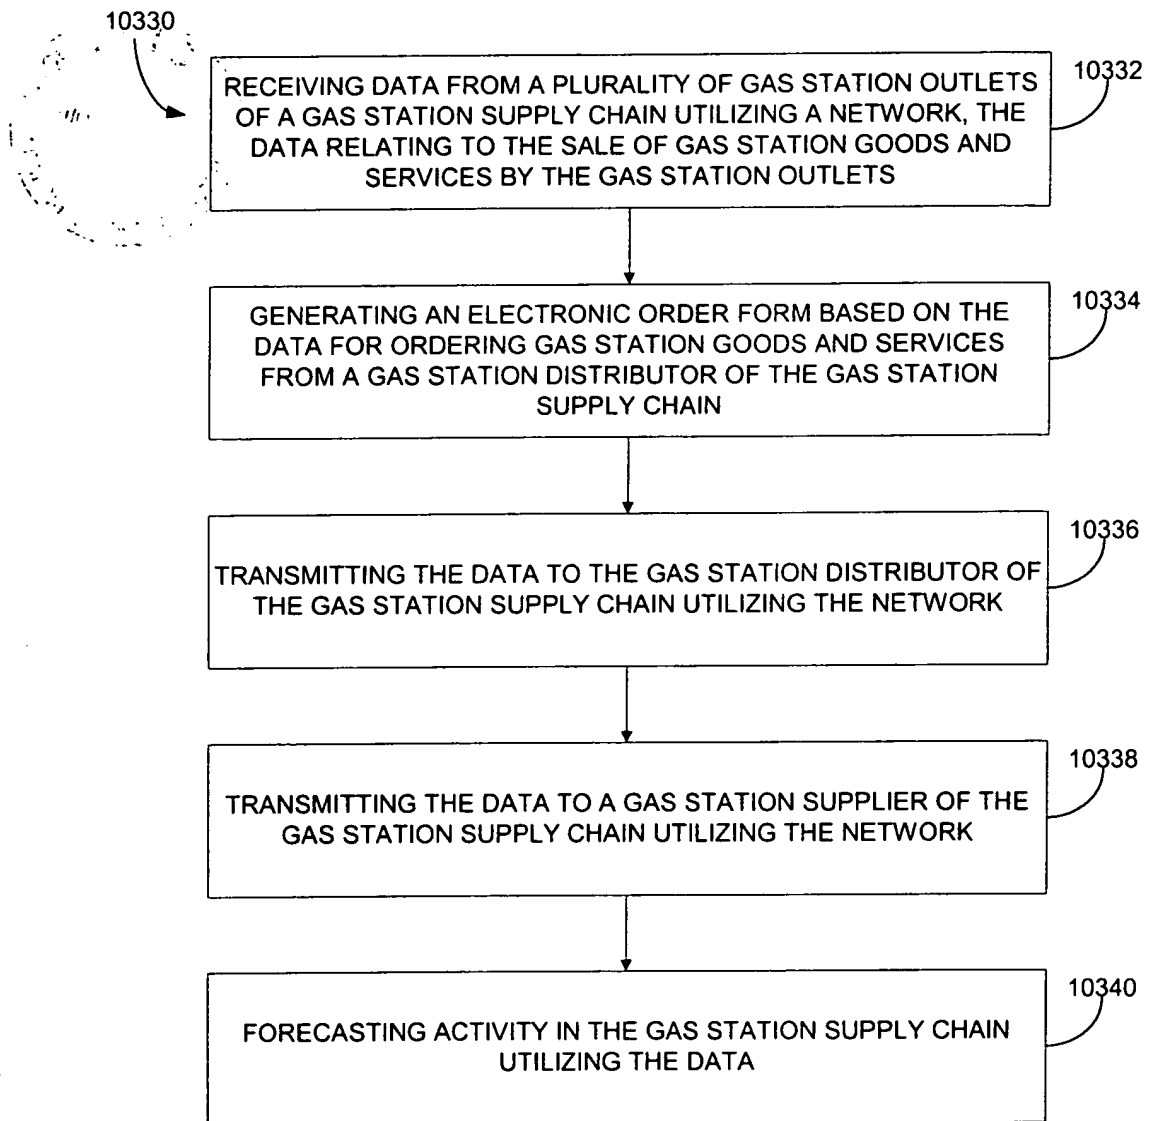 10330
RECEIVING DATA FROM A PLURALITY OF GAS STATION OUTLETS
OF A GAS STATION SUPPLY CHAIN UTILIZING A NETWORK, THE
DATA RELATING TO THE SALE OF GAS STATION GOODS AND
SERVICES BY THE GAS STATION OUTLETS
10332
GENERATING AN ELECTRONIC ORDER FORM BASED ON THE
DATA FOR ORDERING GAS STATION GOODS AND SERVICES
FROM A GAS STATION DISTRIBUTOR OF THE GAS STATION
SUPPLY CHAIN
10334
TRANSMITTING THE DATA TO THE GAS STATION DISTRIBUTOR OF
THE GAS STATION SUPPLY CHAIN UTILIZING THE NETWORK
10336
TRANSMITTING THE DATA TO A GAS STATION SUPPLIER OF THE
GAS STATION SUPPLY CHAIN UTILIZING THE NETWORK
10338
FORECASTING ACTIVITY IN THE GAS STATION SUPPLY CHAIN
UTILIZING THE DATA
10340